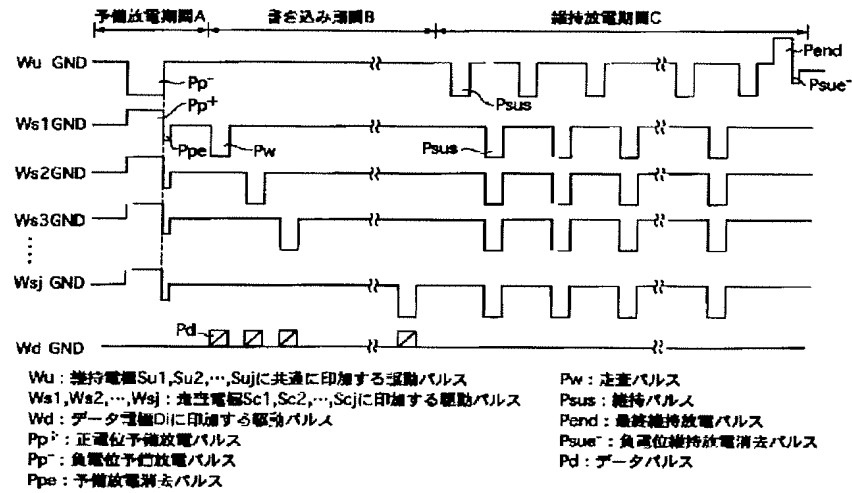 予備放電期間A 書き込み期間B 維持放電期間C
Wu GND Pp⁻ Psus Pend Psue⁻
Pp⁺
Ws1GND Ppe Pw Psus
Ws2GND
Ws3GND
Wsj GND
Pd
Wd GND
Wu：維持電極Su1,Su2,…,Sujに共通に印加する駆動パルス
Ws1,Ws2,…,Wsj：走査電極Sc1,Sc2,…,Scjに印加する駆動パルス
Wd：データ電極Diに印加する駆動パルス
Pp⁺：正電位予備放電パルス
Pp⁻：負電位予備放電パルス
Ppe：予備放電消去パルス
Pw：走査パルス
Psus：維持パルス
Pend：最終維持放電パルス
Psue⁻：負電位維持放電消去パルス
Pd：データパルス